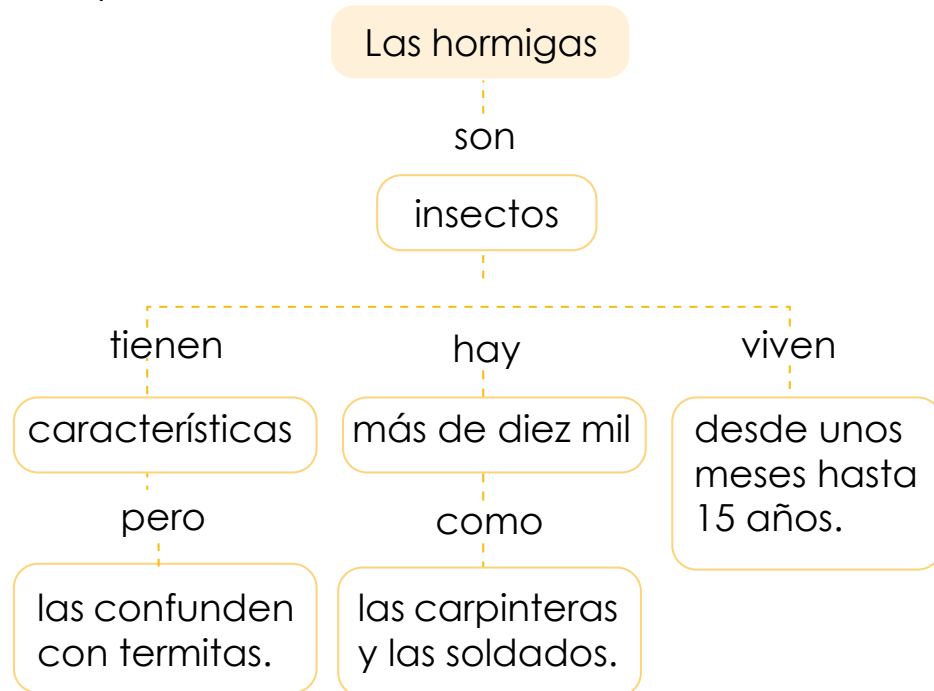 Las hormigas
son
insectos
tienen
hay
viven
características
más de diez mil
desde unos
meses hasta
15 años.
pero
como
las confunden
con termitas.
las carpinteras
y las soldados.